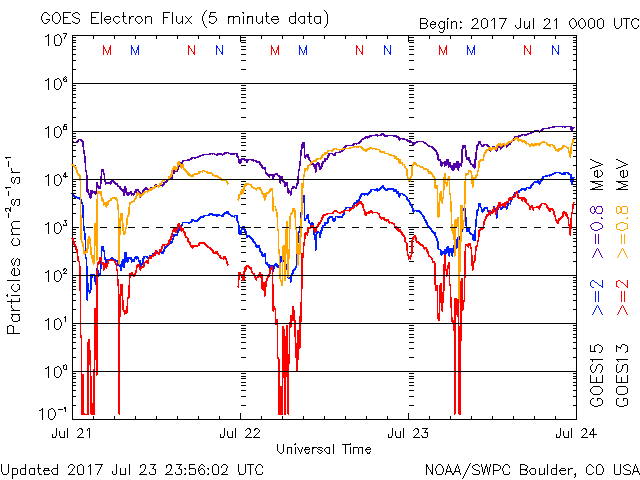 GOES Electron Flux (5 minute data)
Begin: 2017 Jul 21 0000 UTC
M M N N M M N N M M N N
10⁷
10⁶
10⁵
10⁴
10³
10²
10¹
10⁰
10⁻¹
Particles cm⁻²s⁻¹sr⁻¹
Jul 21 Jul 22 Jul 23 Jul 24
Universal Time
GOES15 >=2 >=0.8 MeV
GOES13 >=2 >=0.8 MeV
Updated 2017 Jul 23 23:56:02 UTC
NOAA/SWPC Boulder, CO USA